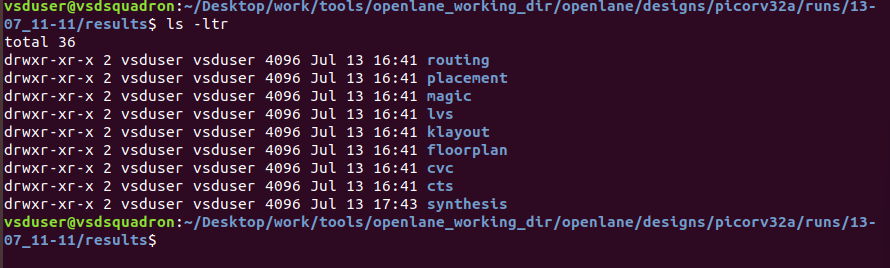 vsduser@vsdsquadron:~/Desktop/work/tools/openlane_working_dir/openlane/designs/picorv32a/runs/13-
07_11-11/results$ ls -ltr
total 36
drwxr-xr-x 2 vsduser vsduser 4096 Jul 13 16:41 routing
drwxr-xr-x 2 vsduser vsduser 4096 Jul 13 16:41 placement
drwxr-xr-x 2 vsduser vsduser 4096 Jul 13 16:41 magic
drwxr-xr-x 2 vsduser vsduser 4096 Jul 13 16:41 lvs
drwxr-xr-x 2 vsduser vsduser 4096 Jul 13 16:41 klayout
drwxr-xr-x 2 vsduser vsduser 4096 Jul 13 16:41 floorplan
drwxr-xr-x 2 vsduser vsduser 4096 Jul 13 16:41 cvc
drwxr-xr-x 2 vsduser vsduser 4096 Jul 13 16:41 cts
drwxr-xr-x 2 vsduser vsduser 4096 Jul 13 17:43 synthesis
vsduser@vsdsquadron:~/Desktop/work/tools/openlane_working_dir/openlane/designs/picorv32a/runs/13-
07_11-11/results$